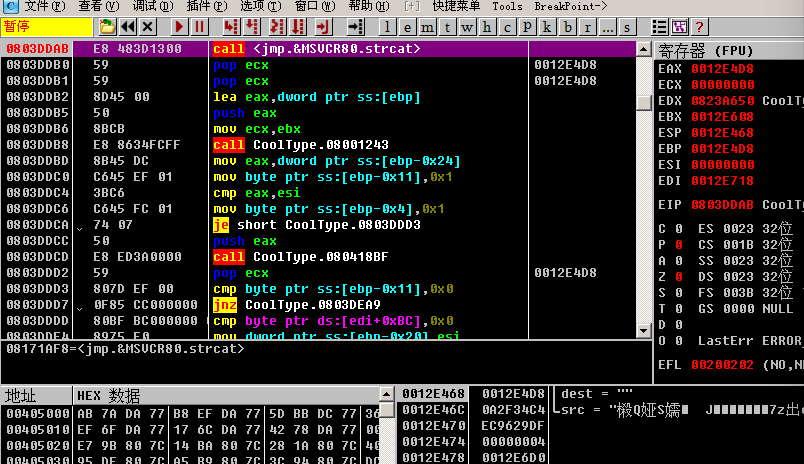 C 文件(F) 查看(V) 调试(D) 插件(P) 选项(T) 窗口(W) 帮助(H) [+] 快捷菜单 Tools BreakPoint->
暂停 l e m t w h c p k b r ... s ?
0803DDAB E8 483D1300 call <jmp.&MSVCR80.strcat>
0803DDB0 59 pop ecx 0012E4D8
0803DDB1 59 pop ecx 0012E4D8
0803DDB2 8D45 00 lea eax,dword ptr ss:[ebp]
0803DDB5 50 push eax
0803DDB6 8BCB mov ecx,ebx
0803DDB8 E8 8634FCFF call CoolType.08001243
0803DDBD 8B45 DC mov eax,dword ptr ss:[ebp-0x24]
0803DDC0 C645 EF 01 mov byte ptr ss:[ebp-0x11],0x1
0803DDC4 3BC6 cmp eax,esi
0803DDC6 C645 FC 01 mov byte ptr ss:[ebp-0x4],0x1
0803DDCA 74 07 je short CoolType.0803DDD3
0803DDCC 50 push eax
0803DDCD E8 ED3A0000 call CoolType.080418BF
0803DDD2 59 pop ecx 0012E4D8
0803DDD3 807D EF 00 cmp byte ptr ss:[ebp-0x11],0x0
0803DDD7 0F85 CC000000 jnz CoolType.0803DEA9
0803DDDD 80BF BC000000 cmp byte ptr ds:[edi+0xBC],0x0
8975 E0 mov dword ptr ss:[ebp-0x20],esi
08171AF8=<jmp.&MSVCR80.strcat>
寄存器 (FPU)
EAX 0012E4D8
ECX 00000000
EDX 0823A650 CoolTy
EBX 0012E608
ESP 0012E468
EBP 0012E4D8
ESI 00000000
EDI 0012E718
EIP 0803DDAB CoolTy
C 0 ES 0023 32位
P 0 CS 001B 32位
A 0 SS 0023 32位
Z 0 DS 0023 32位
S 0 FS 003B 32位
T 0 GS 0000 NULL
D 0
O 0 LastErr ERROR_
EFL 00200202 (NO,N
地址 HEX 数据
00405000 AB 7A DA 77 B8 EF DA 77 5D BB DC 77 36
00405010 EF 6F DA 77 17 6C DA 77 42 78 DA 77 00
00405020 E7 9B 80 7C 14 BA 80 7C 28 1A 80 7C 40
00405030 95 DF 80 7C A5 B9 80 7C 3C 94 80 7C DC
0012E468 0012E4D8 dest = ""
0012E46C 0A2F34C4 src = "
0012E470 EC9629DF
0012E474 00000004
0012E478 0012E6D0